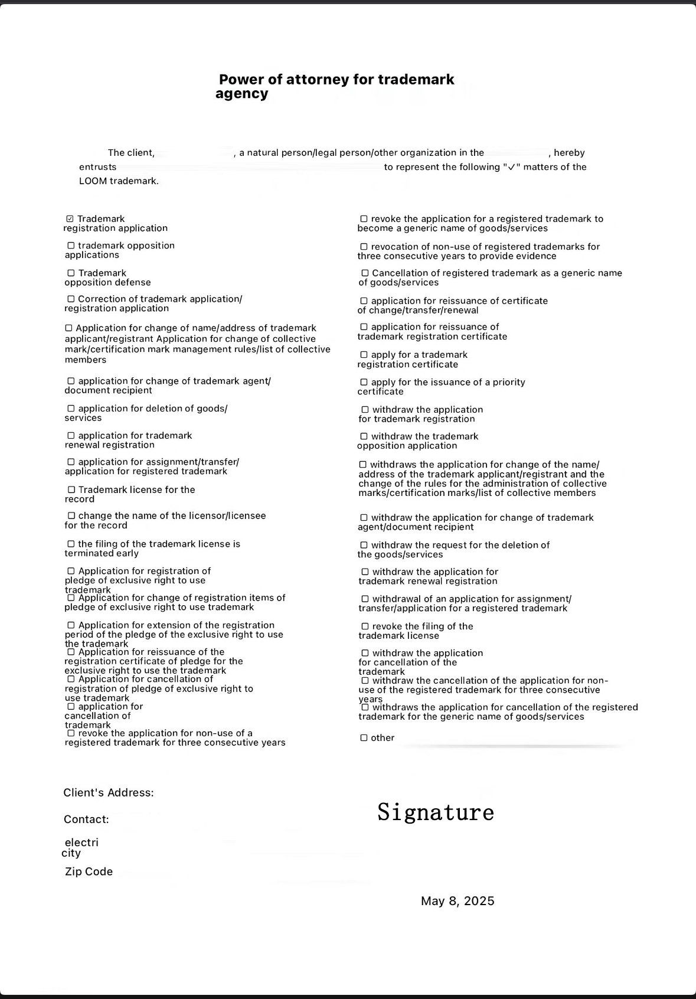 Power of attorney for trademark
agency
The client, , a natural person/legal person/other organization in the , hereby
entrusts to represent the following "✓" matters of the
LOOM trademark.
☑ Trademark
registration application
☐ trademark opposition
applications
☐ Trademark
opposition defense
☐ Correction of trademark application/
registration application
☐ Application for change of name/address of trademark
applicant/registrant Application for change of collective
mark/certification mark management rules/list of collective
members
☐ application for change of trademark agent/
document recipient
☐ application for deletion of goods/
services
☐ application for trademark
renewal registration
☐ application for assignment/transfer/
application for registered trademark
☐ Trademark license for the
record
☐ change the name of the licensor/licensee
for the record
☐ the filing of the trademark license is
terminated early
☐ Application for registration of
pledge of exclusive right to use
trademark
☐ Application for change of registration items of
pledge of exclusive right to use trademark
☐ Application for extension of the registration
period of the pledge of the exclusive right to use
the trademark
☐ Application for reissuance of the
registration certificate of pledge for the
exclusive right to use the trademark
☐ Application for cancellation of
registration of pledge of exclusive right to
use trademark
☐ application for
cancellation of
trademark
☐ revoke the application for non-use of a
registered trademark for three consecutive years
☐ revoke the application for a registered trademark to
become a generic name of goods/services
☐ revocation of non-use of registered trademarks for
three consecutive years to provide evidence
☐ Cancellation of registered trademark as a generic name
of goods/services
☐ application for reissuance of certificate
of change/transfer/renewal
☐ application for reissuance of
trademark registration certificate
☐ apply for a trademark
registration certificate
☐ apply for the issuance of a priority
certificate
☐ withdraw the application
for trademark registration
☐ withdraw the trademark
opposition application
☐ withdraws the application for change of the name/
address of the trademark applicant/registrant and the
change of the rules for the administration of collective
marks/certification marks/list of collective members
☐ withdraw the application for change of trademark
agent/document recipient
☐ withdraw the request for the deletion of
the goods/services
☐ withdraw the application for
trademark renewal registration
☐ withdrawal of an application for assignment/
transfer/application for a registered trademark
☐ revoke the filing of the
trademark license
☐ withdraw the application
for cancellation of the
trademark
☐ withdraw the cancellation of the application for non-
use of the registered trademark for three consecutive
years
☐ withdraws the application for cancellation of the registered
trademark for the generic name of goods/services
☐ other
Client's Address:
Contact:
electri
city
Zip Code
Signature
May 8, 2025